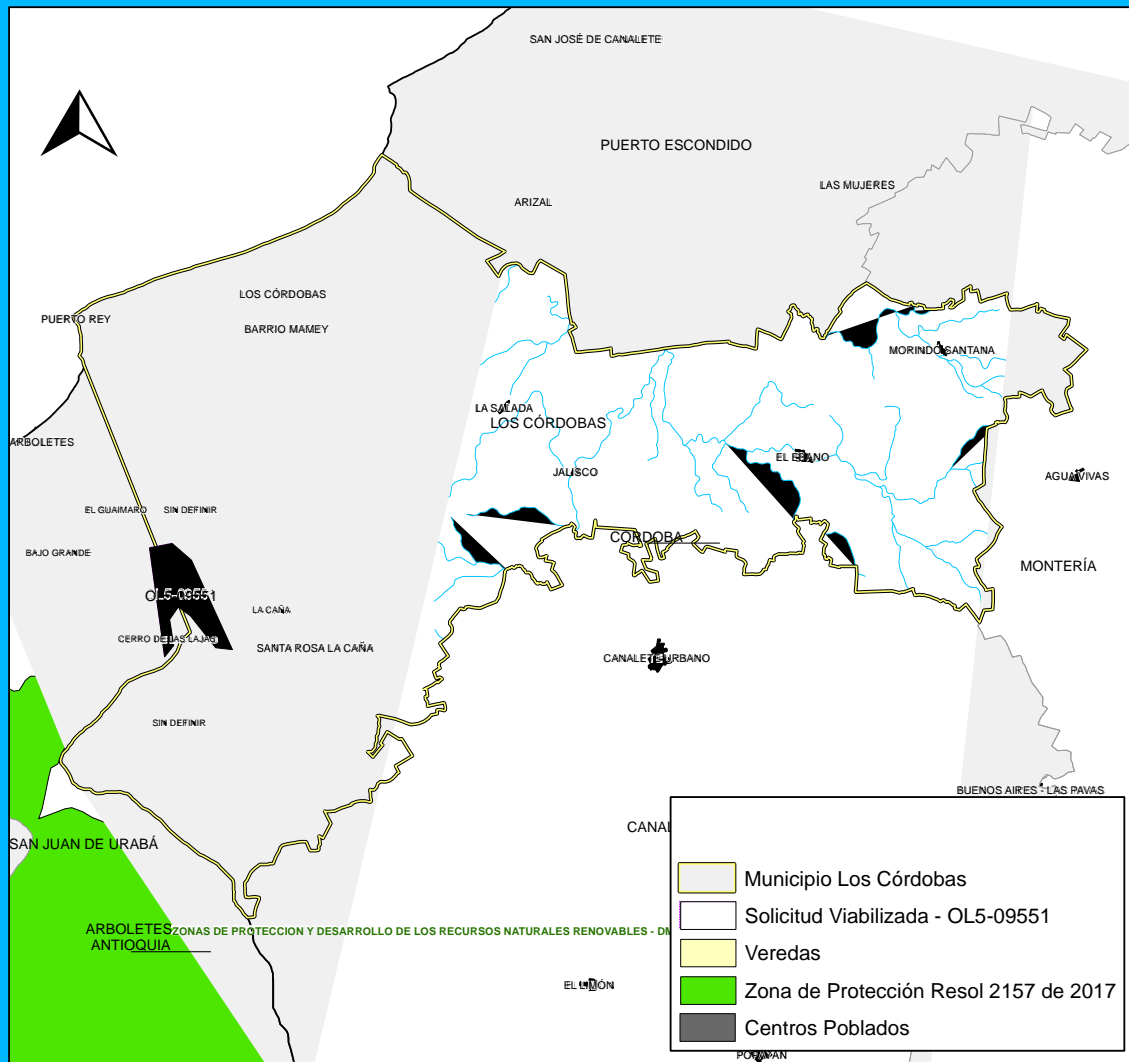 SAN JOSÉ DE CANALETE
PUERTO ESCONDIDO
LAS MUJERES
ARIZAL
LOS CÓRDOBAS
PUERTO REY
BARRIO MAMEY
MORINDÓ SANTANA
LA SALADA
LOS CÓRDOBAS
ARBOLETES
EL EBANO
JALISCO
AGUA VIVAS
EL GUAIMARO
SIN DEFINIR
CÓRDOBA
BAJO GRANDE
MONTERÍA
OL5-09551
LA CAÑA
CERRO DE LAS LAJAS
SANTA ROSA LA CAÑA
CANALETE URBANO
SIN DEFINIR
BUENOS AIRES - LAS PAVAS
CANAL
SAN JUAN DE URABÁ
Municipio Los Córdobas
Solicitud Viabilizada - OL5-09551
ARBOLETES
ZONAS DE PROTECCION Y DESARROLLO DE LOS RECURSOS NATURALES RENOVABLES - DM
ANTIOQUIA
Veredas
EL LIMÓN
Zona de Protección Resol 2157 de 2017
Centros Poblados